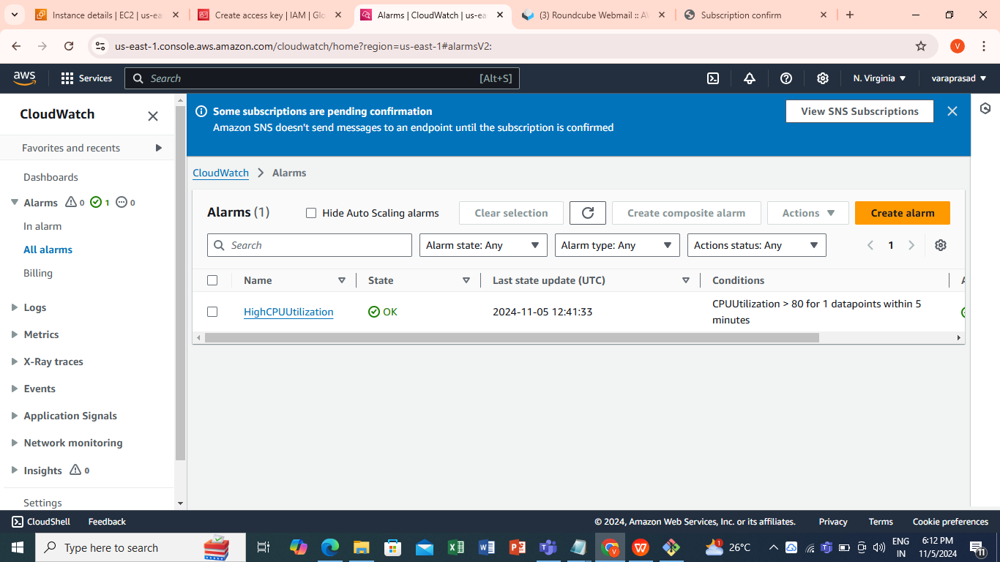 Instance details | EC2 | us-ea
Create access key | IAM | Glo
Alarms | CloudWatch | us-ea
(3) Roundcube Webmail ::
Subscription confirm
us-east-1.console.aws.amazon.com/cloudwatch/home?region=us-east-1#alarmsV2:
V
aws
Services
Search
[Alt+S]
N. Virginia
varaprasad
CloudWatch
Favorites and recents
Dashboards
Alarms 0 1 0
In alarm
All alarms
Billing
Logs
Metrics
X-Ray traces
Events
Application Signals
Network monitoring
Insights 0
Settings
Some subscriptions are pending confirmation
Amazon SNS doesn't send messages to an endpoint until the subscription is confirmed
View SNS Subscriptions
CloudWatch
Alarms
Alarms (1)
Hide Auto Scaling alarms
Clear selection
Create composite alarm
Actions
Create alarm
Search
Alarm state: Any
Alarm type: Any
Actions status: Any
1
Name
State
Last state update (UTC)
Conditions
HighCPUUtilization
OK
2024-11-05 12:41:33
CPUUtilization > 80 for 1 datapoints within 5
minutes
CloudShell
Feedback
© 2024, Amazon Web Services, Inc. or its affiliates.
Privacy
Terms
Cookie preferences
Type here to search
26°C
ENG
IN
6:12 PM
11/5/2024
11